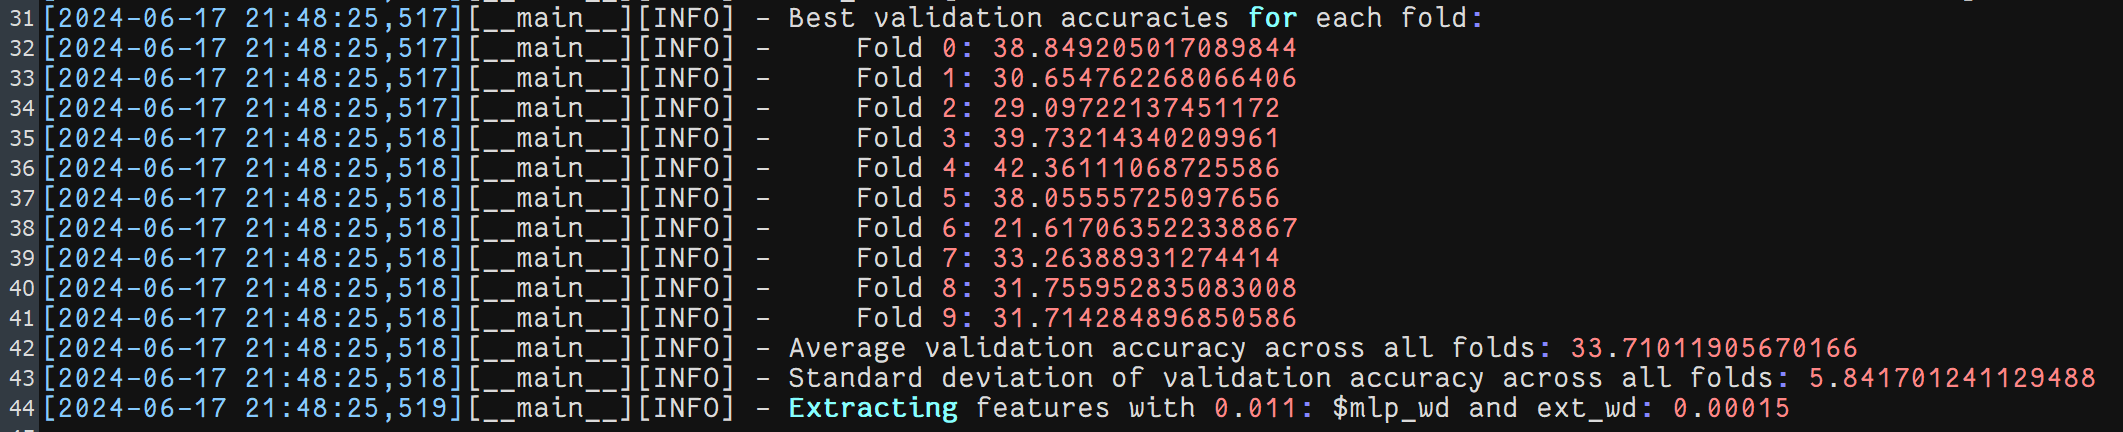 31 [2024-06-17 21:48:25,517][__main__][INFO] - Best validation accuracies for each fold:
32 [2024-06-17 21:48:25,517][__main__][INFO] -     Fold 0: 38.849205017089844
33 [2024-06-17 21:48:25,517][__main__][INFO] -     Fold 1: 30.654762268066406
34 [2024-06-17 21:48:25,517][__main__][INFO] -     Fold 2: 29.09722137451172
35 [2024-06-17 21:48:25,518][__main__][INFO] -     Fold 3: 39.73214340209961
36 [2024-06-17 21:48:25,518][__main__][INFO] -     Fold 4: 42.36111068725586
37 [2024-06-17 21:48:25,518][__main__][INFO] -     Fold 5: 38.05555725097656
38 [2024-06-17 21:48:25,518][__main__][INFO] -     Fold 6: 21.617063522338867
39 [2024-06-17 21:48:25,518][__main__][INFO] -     Fold 7: 33.26388931274414
40 [2024-06-17 21:48:25,518][__main__][INFO] -     Fold 8: 31.755952835083008
41 [2024-06-17 21:48:25,518][__main__][INFO] -     Fold 9: 31.714284896850586
42 [2024-06-17 21:48:25,518][__main__][INFO] - Average validation accuracy across all folds: 33.71011905670166
43 [2024-06-17 21:48:25,518][__main__][INFO] - Standard deviation of validation accuracy across all folds: 5.841701241129488
44 [2024-06-17 21:48:25,519][__main__][INFO] - Extracting features with 0.011: $mlp_wd and ext_wd: 0.00015